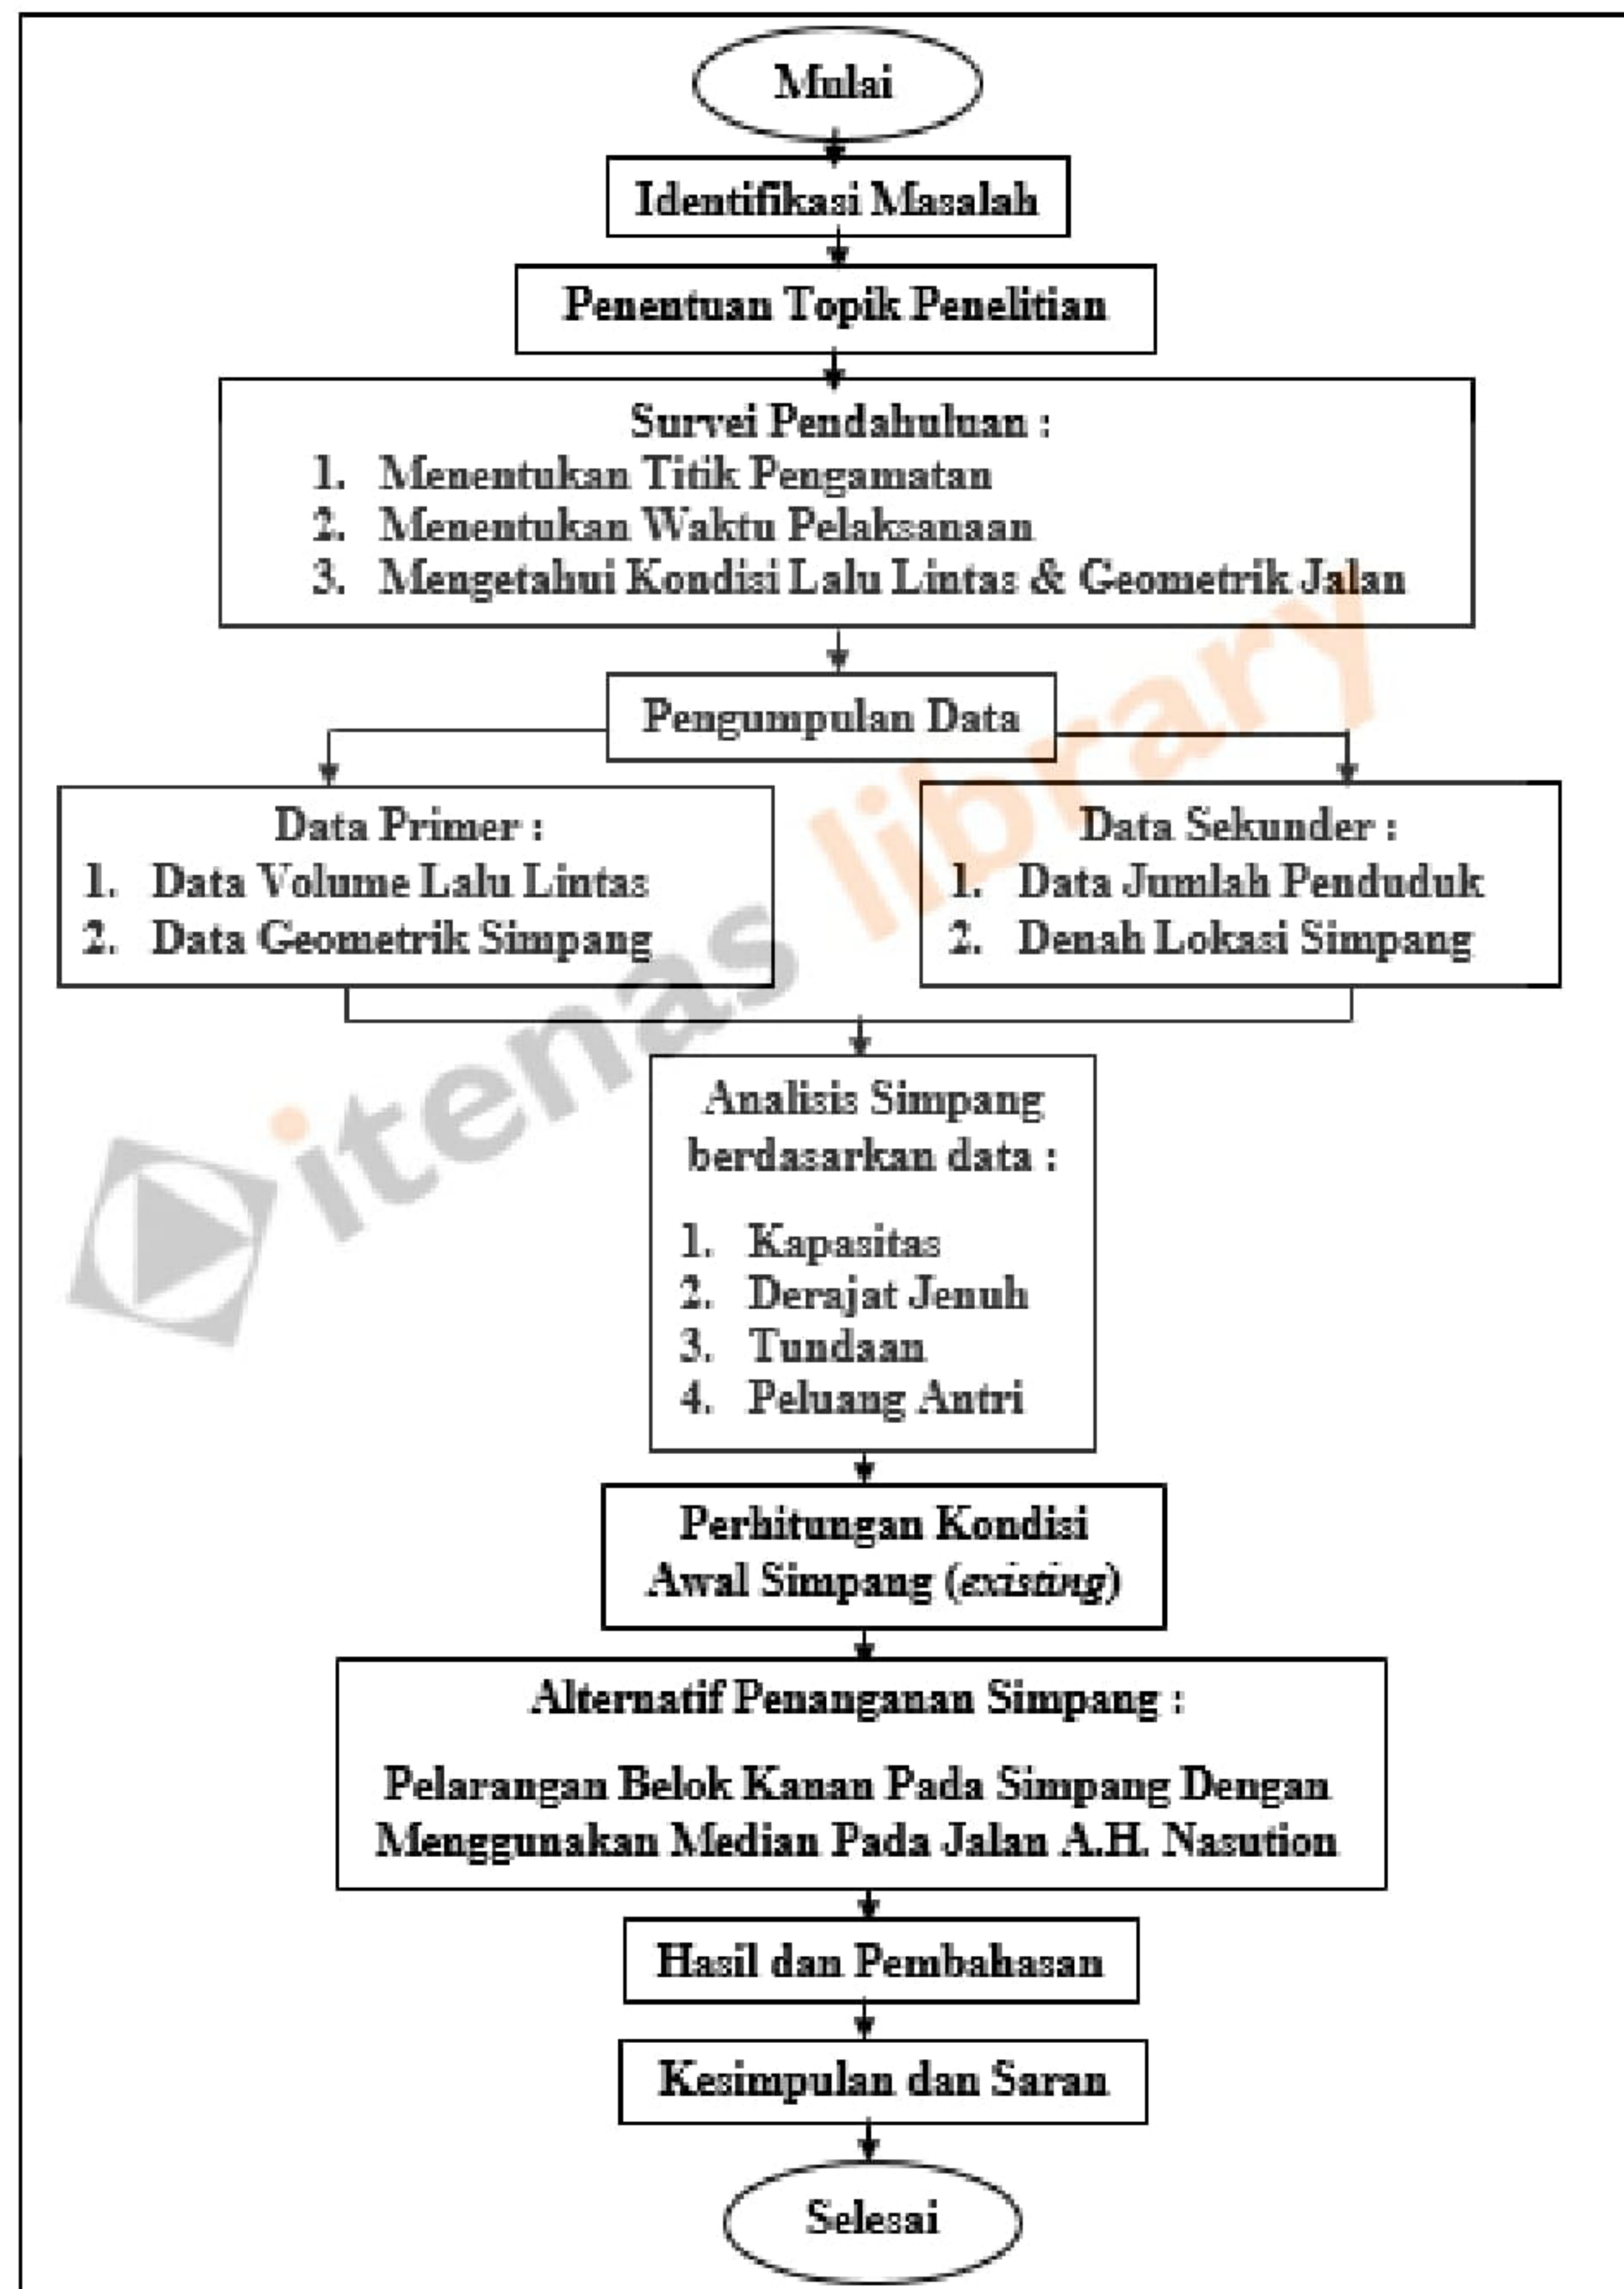 Mulai
Identifikasi Masalah
Penentuan Topik Penelitian
Survei Pendahuluan :
1. Menentukan Titik Pengamatan
2. Menentukan Waktu Pelaksanaan
3. Mengetahui Kondisi Lalu Lintas & Geometrik Jalan
Pengumpulan Data
Data Primer :
1. Data Volume Lalu Lintas
2. Data Geometrik Simpang
Data Sekunder :
1. Data Jumlah Penduduk
2. Denah Lokasi Simpang
itenas library
Analisis Simpang
berdasarkan data :
1. Kapasitas
2. Derajat Jenuh
3. Tundaan
4. Peluang Antri
Perhitungan Kondisi
Awal Simpang (existing)
Alternatif Penanganan Simpang :
Pelarangan Belok Kanan Pada Simpang Dengan
Menggunakan Median Pada Jalan A.H. Nasution
Hasil dan Pembahasan
Kesimpulan dan Saran
Selesai